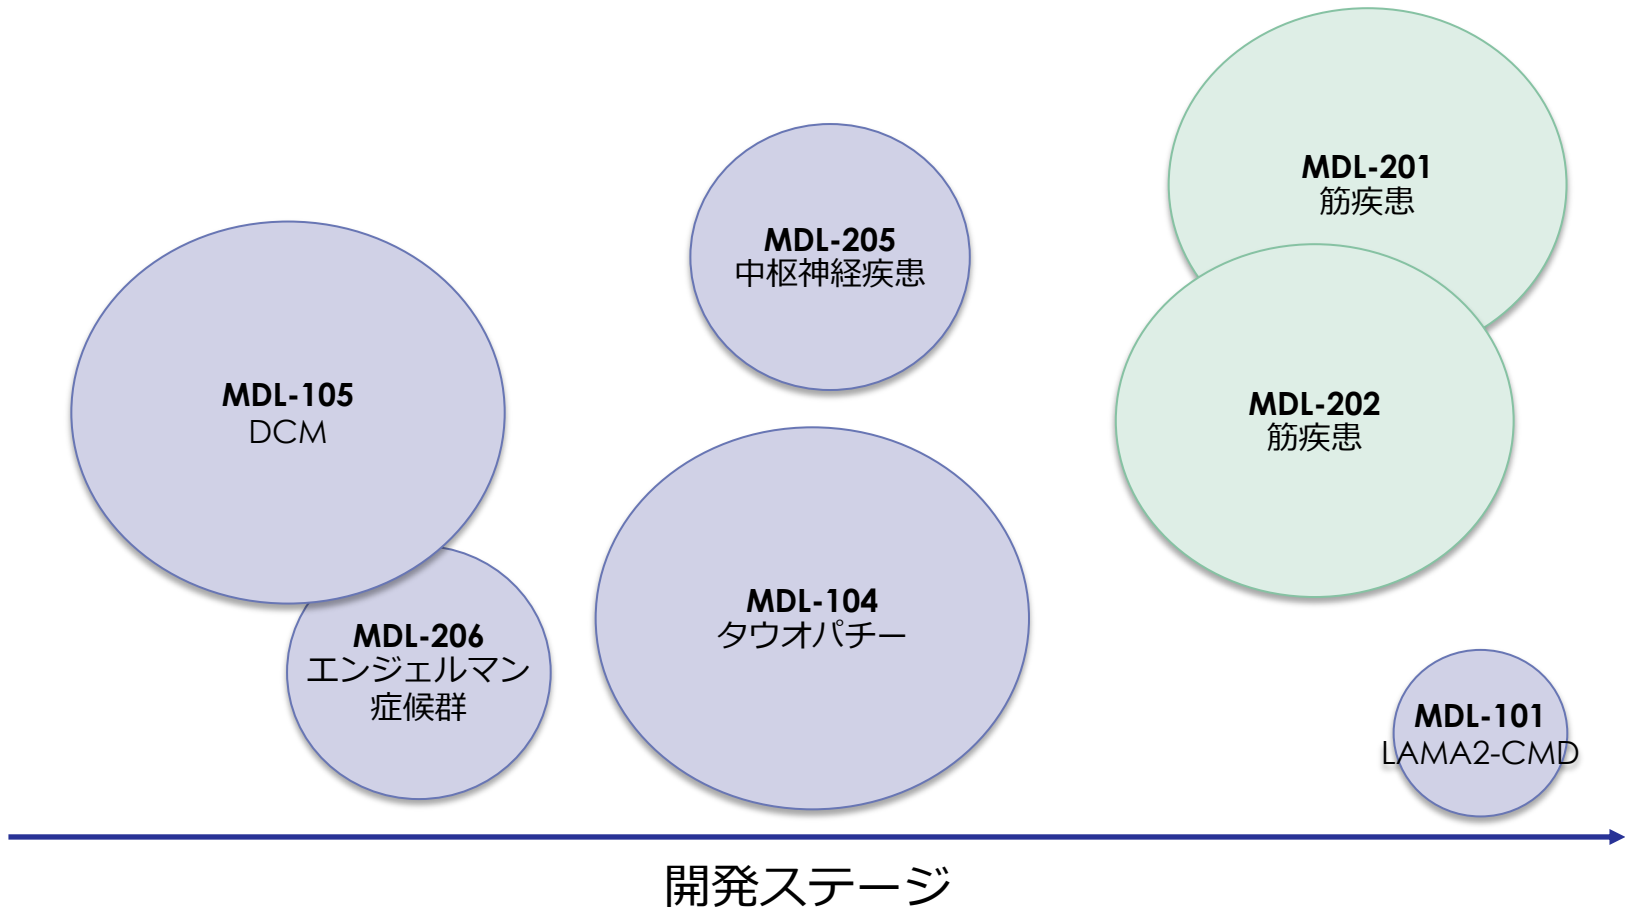 MDL-201
筋疾患
MDL-205
中枢神経疾患
MDL-105
DCM
MDL-202
筋疾患
MDL-104
タウオパチー
MDL-206
エンジェルマン
症候群
MDL-101
LAMA2-CMD
開発ステージ